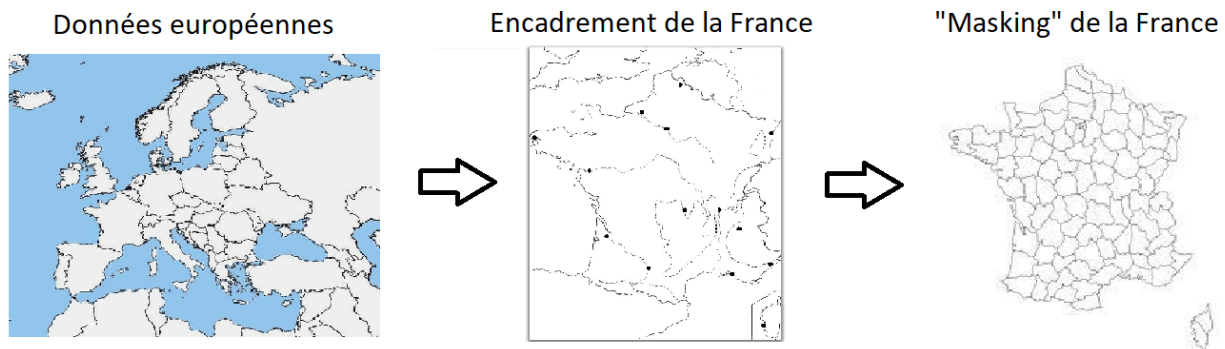 Données européennes
Encadrement de la France
"Masking" de la France